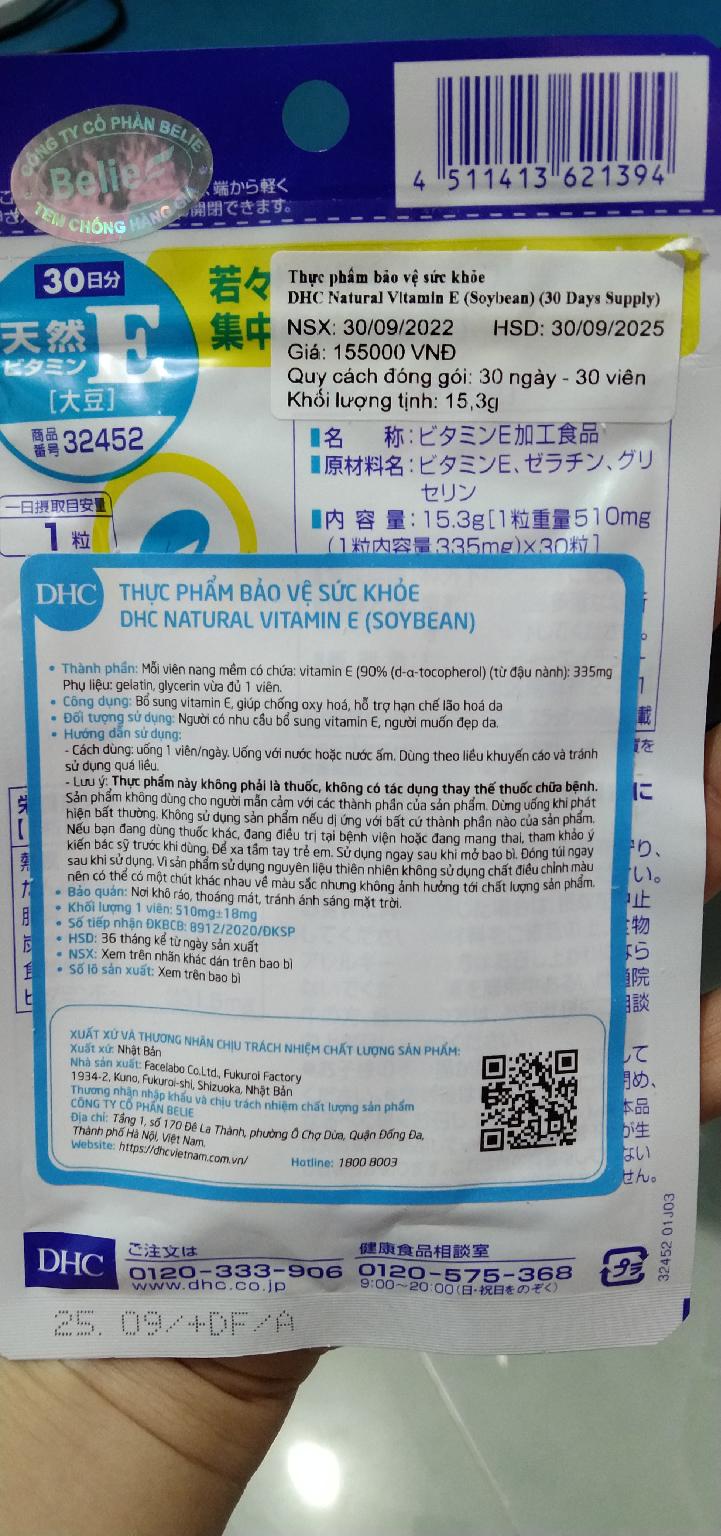 CÔNG TY CỔ PHẦN BELIE
Belie
TEM CHỐNG HÀNG GIẢ
端から軽く
開閉できます。
4 511413 621394
30日分
天然
ビタミン
E
[大豆]
商品
番号 32452
若々
集中
Thực phẩm bảo vệ sức khỏe
DHC Natural Vitamin E (Soybean) (30 Days Supply)
NSX: 30/09/2022 HSD: 30/09/2025
Giá: 155000 VNĐ
Quy cách đóng gói: 30 ngày - 30 viên
Khối lượng tịnh: 15,3g
名 称:ビタミンE加工食品
原材料名:ビタミンE、ゼラチン、グリ
セリン
内 容 量:15.3g[1粒重量510mg
(1粒内容量335mg)×30粒]
一日摂取目安量
1粒
DHC
THỰC PHẨM BẢO VỆ SỨC KHỎE
DHC NATURAL VITAMIN E (SOYBEAN)
• Thành phần: Mỗi viên nang mềm có chứa: vitamin E (90% (d-α-tocopherol) (từ đậu nành): 335mg
Phụ liệu: gelatin, glycerin vừa đủ 1 viên.
• Công dụng: Bổ sung vitamin E, giúp chống oxy hoá, hỗ trợ hạn chế lão hoá da
• Đối tượng sử dụng: Người có nhu cầu bổ sung vitamin E, người muốn đẹp da.
• Hướng dẫn sử dụng:
- Cách dùng: uống 1 viên/ngày. Uống với nước hoặc nước ấm. Dùng theo liều khuyến cáo và tránh
sử dụng quá liều.
- Lưu ý: Thực phẩm này không phải là thuốc, không có tác dụng thay thế thuốc chữa bệnh.
Sản phẩm không dùng cho người mẫn cảm với các thành phần của sản phẩm. Dừng uống khi phát
hiện bất thường. Không sử dụng sản phẩm nếu dị ứng với bất cứ thành phần nào của sản phẩm.
Nếu bạn đang dùng thuốc khác, đang điều trị tại bệnh viện hoặc đang mang thai, tham khảo ý
kiến bác sỹ trước khi dùng. Để xa tầm tay trẻ em. Sử dụng ngay sau khi mở bao bì. Đóng túi ngay
sau khi sử dụng. Vì sản phẩm sử dụng nguyên liệu thiên nhiên không sử dụng chất điều chỉnh màu
nên có thể có một chút khác nhau về màu sắc nhưng không ảnh hưởng tới chất lượng sản phẩm.
• Bảo quản: Nơi khô ráo, thoáng mát, tránh ánh sáng mặt trời.
• Khối lượng 1 viên: 510mg±18mg
• Số tiếp nhận ĐKBCB: 8912/2020/ĐKSP
• HSD: 36 tháng kể từ ngày sản xuất
• NSX: Xem trên nhãn khác dán trên bao bì
• Số lô sản xuất: Xem trên bao bì
XUẤT XỨ VÀ THƯƠNG NHÂN CHỊU TRÁCH NHIỆM CHẤT LƯỢNG SẢN PHẨM:
Xuất xứ: Nhật Bản
Nhà sản xuất: Facelabo Co.Ltd., Fukuroi Factory
1934-2, Kuno, Fukuroi-shi, Shizuoka, Nhật Bản
Thương nhân nhập khẩu và chịu trách nhiệm chất lượng sản phẩm
CÔNG TY CỔ PHẦN BELIE
Địa chỉ: Tầng 1, số 170 Đê La Thành, phường Ô Chợ Dừa, Quận Đống Đa,
Thành phố Hà Nội, Việt Nam.
Website: https://dhcvietnam.com.vn/ Hotline: 1800 8003
DHC
ご注文は
0120-333-906
www.dhc.co.jp
健康食品相談室
0120-575-368
9:00~20:00(日・祝日をのぞく)
プラ
32452 01J03
25. 09/+DF/A